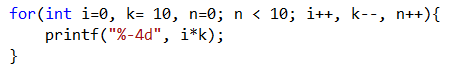 for(int i=0, k= 10, n=0; n < 10; i++, k--, n++){
    printf("%-4d", i*k);
}